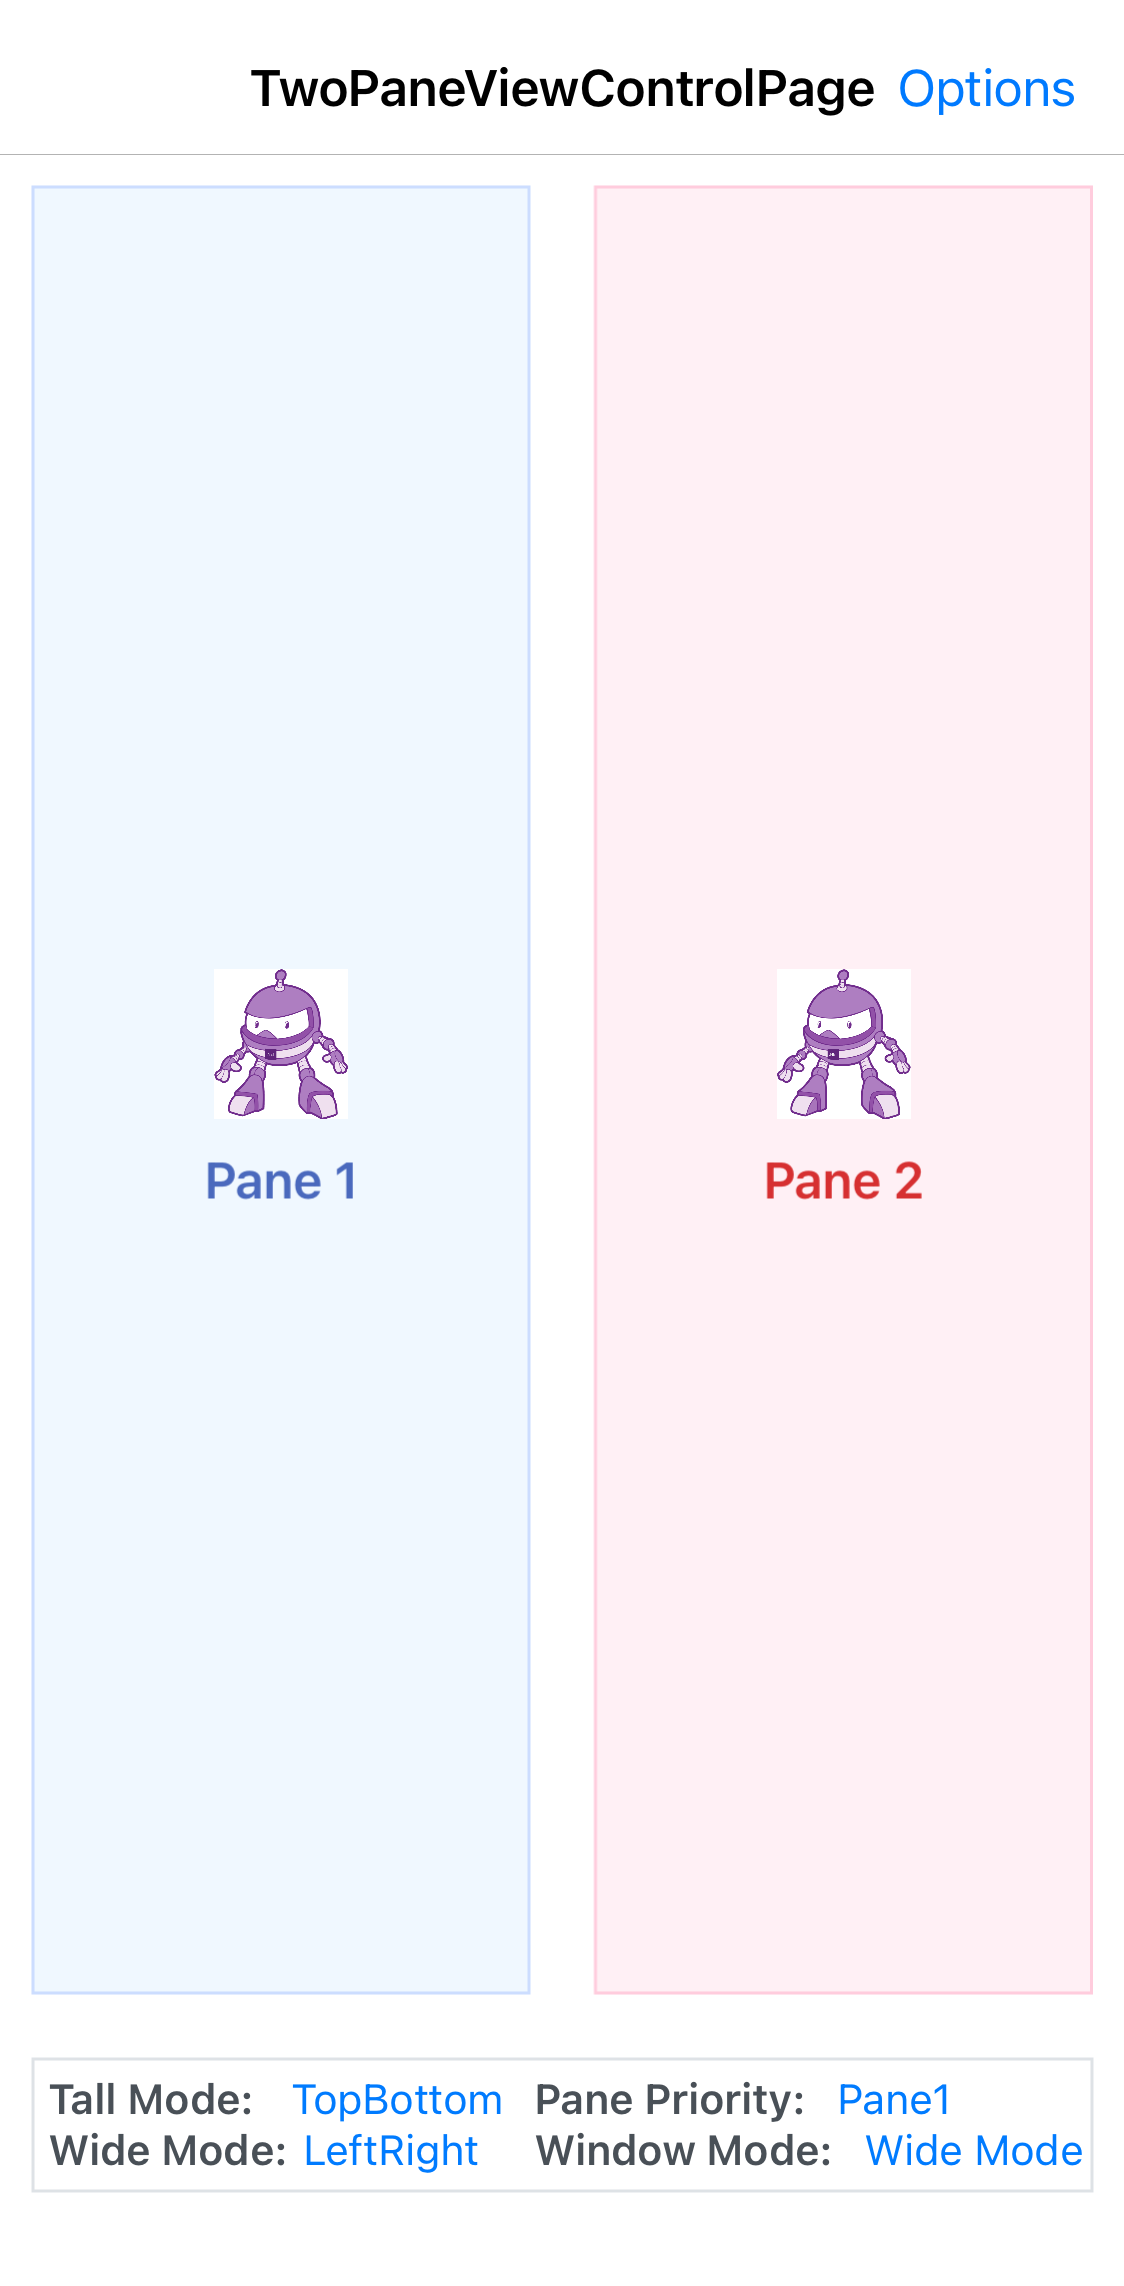 TwoPaneViewControlPage Options
Pane 1
Pane 2
Tall Mode: TopBottom Pane Priority: Pane1
Wide Mode: LeftRight Window Mode: Wide Mode